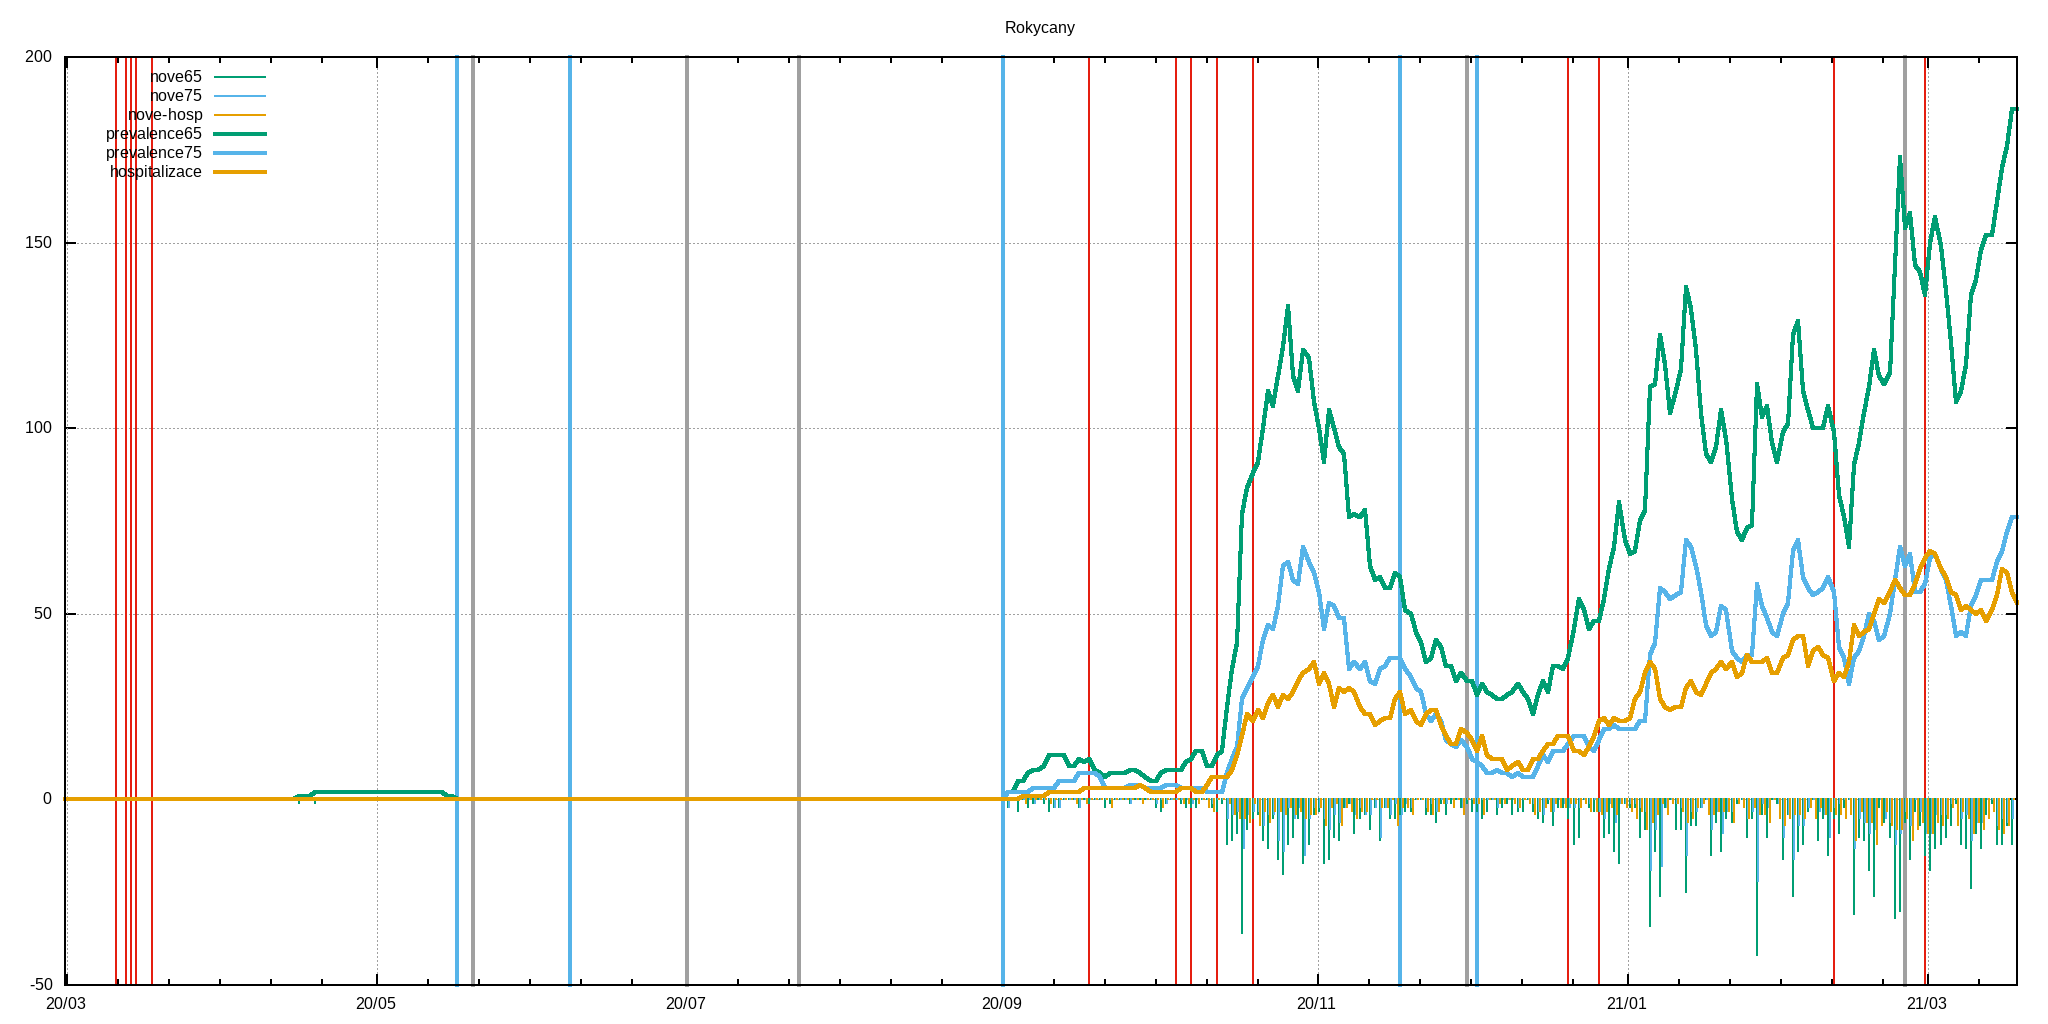 Rokycany
200
150
100
50
0
-50
nove65
nove75
nove-hosp
prevalence65
prevalence75
hospitalizace
20/03 20/05 20/07 20/09 20/11 21/01 21/03